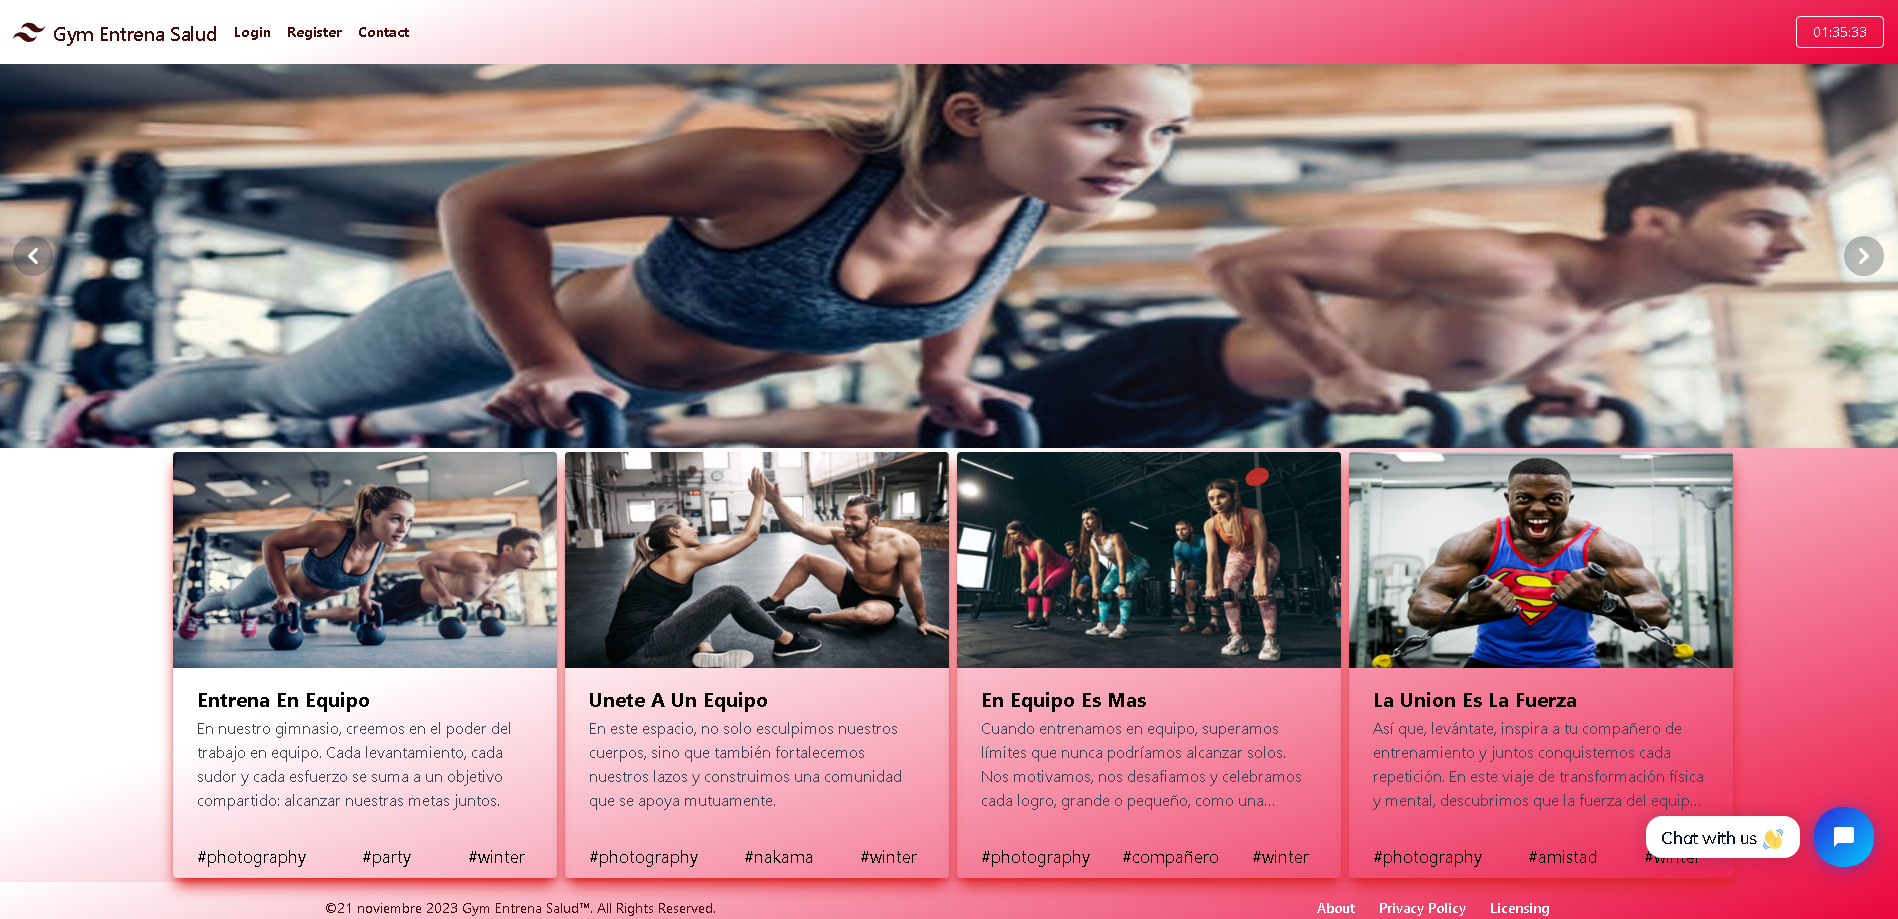 Gym Entrena Salud Login Register Contact 01:35:33
Entrena En Equipo
En nuestro gimnasio, creemos en el poder del
trabajo en equipo. Cada levantamiento, cada
sudor y cada esfuerzo se suma a un objetivo
compartido: alcanzar nuestras metas juntos.
#photography #party #winter
Unete A Un Equipo
En este espacio, no solo esculpimos nuestros
cuerpos, sino que también fortalecemos
nuestros lazos y construimos una comunidad
que se apoya mutuamente.
#photography #nakama #winter
En Equipo Es Mas
Cuando entrenamos en equipo, superamos
límites que nunca podríamos alcanzar solos.
Nos motivamos, nos desafiamos y celebramos
cada logro, grande o pequeño, como una...
#photography #compañero #winter
La Union Es La Fuerza
Así que, levántate, inspira a tu compañero de
entrenamiento y juntos conquistemos cada
repetición. En este viaje de transformación física
y mental, descubrimos que la fuerza del equip...
#photography #amistad #winter
Chat with us 👋
©21 noviembre 2023 Gym Entrena Salud™. All Rights Reserved. About Privacy Policy Licensing